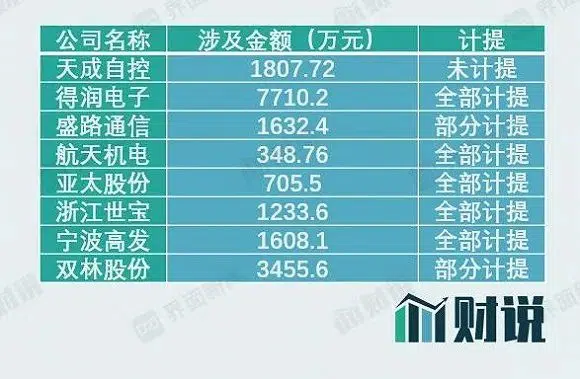 公司名称 涉及金额（万元） 计提
天成自控 1807.72 未计提
得润电子 7710.2 全部计提
盛路通信 1632.4 部分计提
航天机电 348.76 全部计提
亚太股份 705.5 全部计提
浙江世宝 1233.6 全部计提
宁波高发 1608.1 全部计提
双林股份 3455.6 部分计提
财说